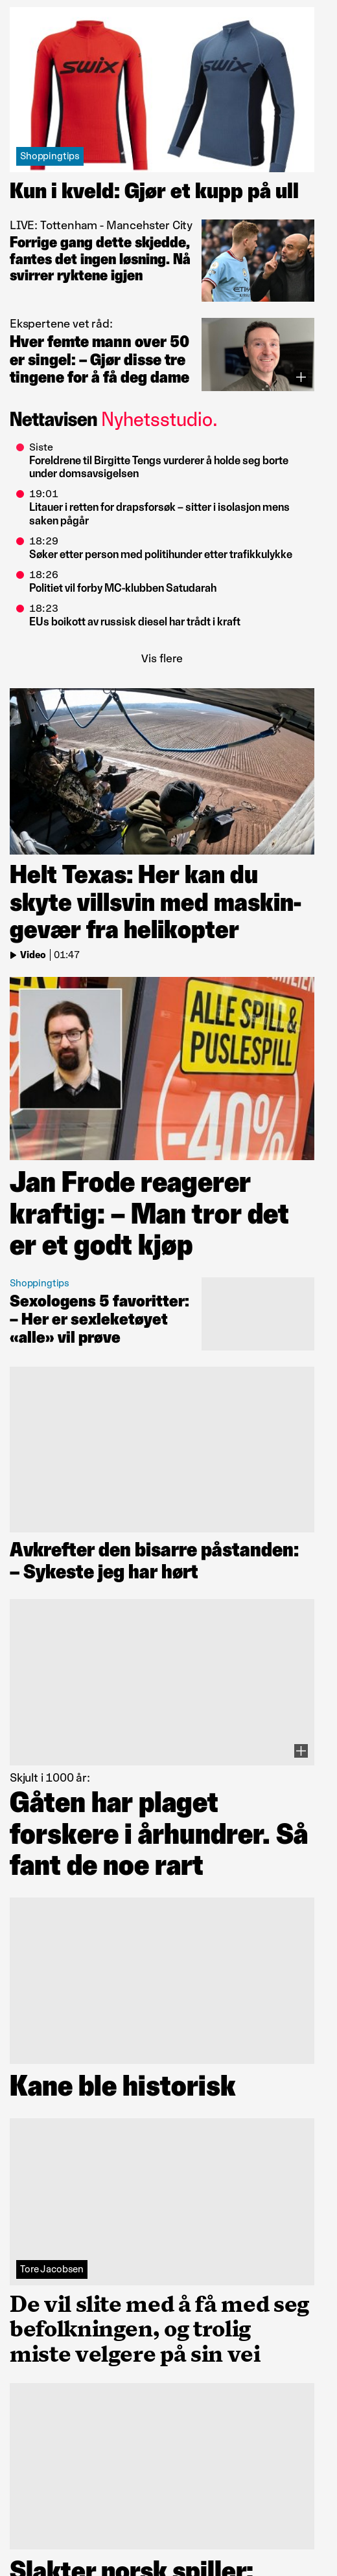 swix
swix
Shoppingtips
Kun i kveld: Gjør et kupp på ull
LIVE: Tottenham - Mancehster City
Forrige gang dette skjedde,
fantes det ingen løsning. Nå
svirrer ryktene igjen
Ekspertene vet råd:
Hver femte mann over 50
er singel: – Gjør disse tre
tingene for å få deg dame
Nettavisen Nyhetsstudio.
Siste
Foreldrene til Birgitte Tengs vurderer å holde seg borte
under domsavsigelsen
19:01
Litauer i retten for drapsforsøk – sitter i isolasjon mens
saken pågår
18:29
Søker etter person med politihunder etter trafikkulykke
18:26
Politiet vil forby MC-klubben Satudarah
18:23
EUs boikott av russisk diesel har trådt i kraft
Vis flere
Helt Texas: Her kan du
skyte villsvin med maskin-
gevær fra helikopter
Video | 01:47
ALLE SPILL &
PUSLESPILL
-40%
Jan Frode reagerer
kraftig: – Man tror det
er et godt kjøp
Shoppingtips
Sexologens 5 favoritter:
– Her er sexleketøyet
«alle» vil prøve
Avkrefter den bisarre påstanden:
– Sykeste jeg har hørt
Skjult i 1000 år:
Gåten har plaget
forskere i århundrer. Så
fant de noe rart
Kane ble historisk
Tore Jacobsen
De vil slite med å få med seg
befolkningen, og trolig
miste velgere på sin vei
Slakter norsk spiller: